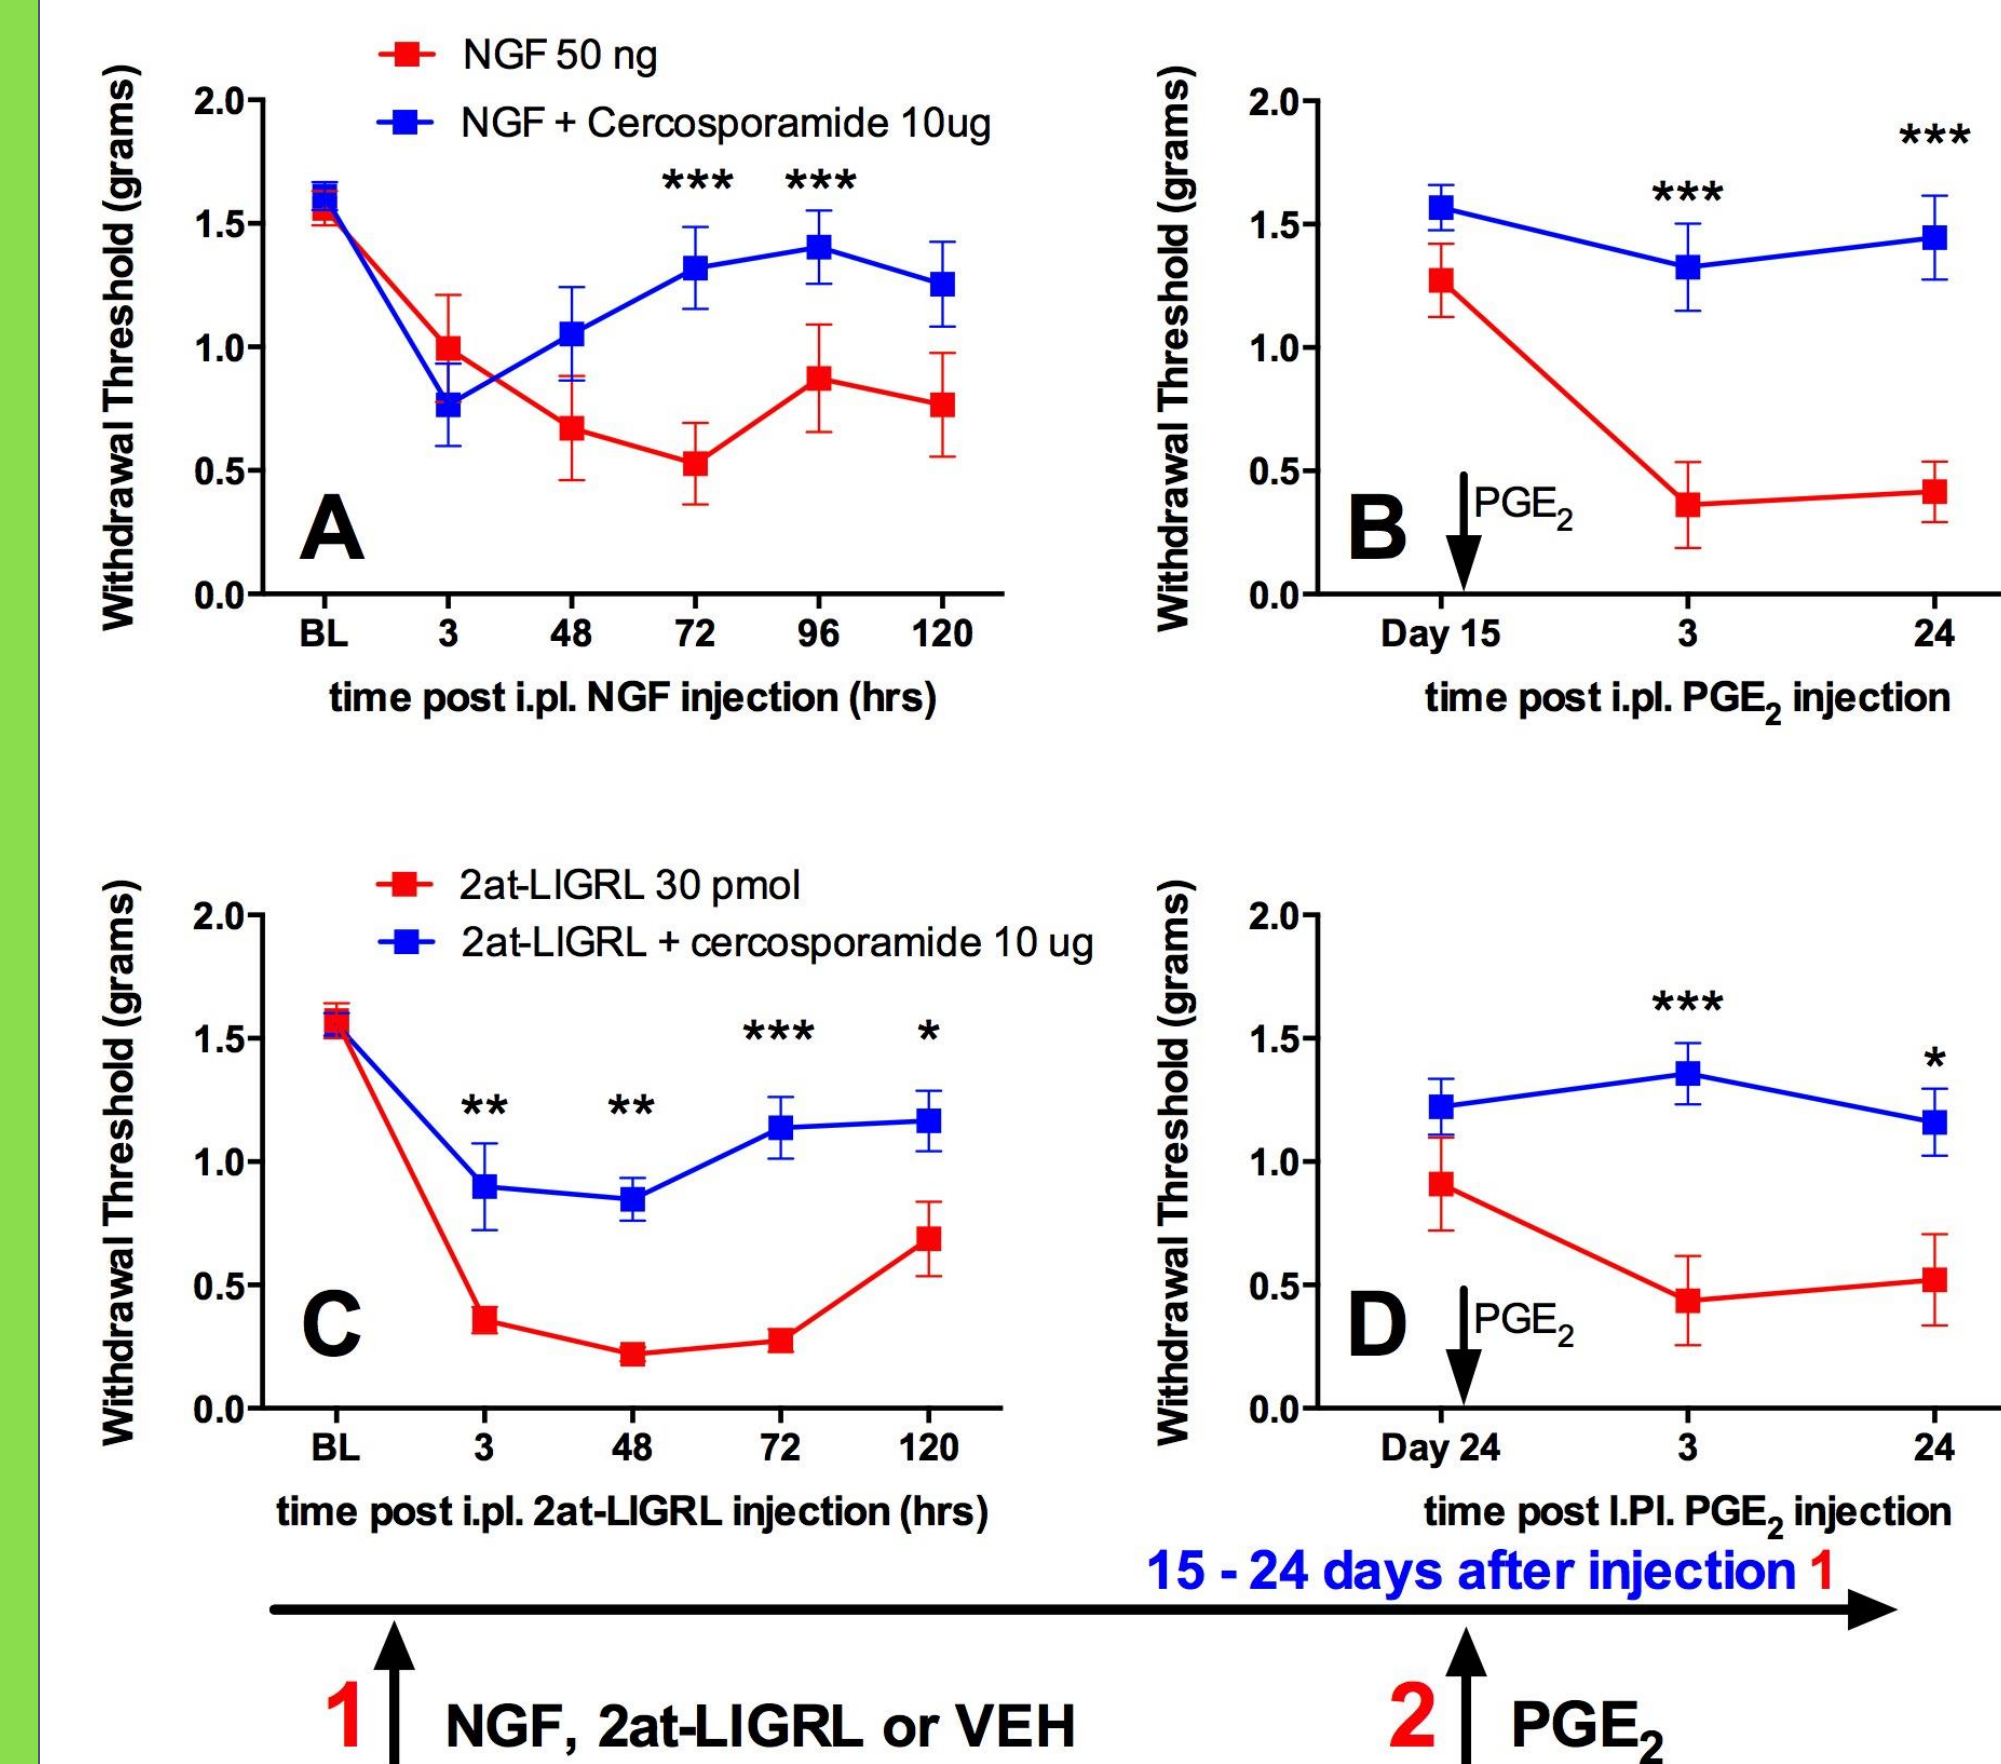 NGF 50 ng
NGF + Cercosporamide 10ug
Withdrawal Threshold (grams)
2.0
1.5
1.0
0.5
0.0
*** ***
A
BL 3 48 72 96 120
time post i.pl. NGF injection (hrs)
Withdrawal Threshold (grams)
2.0
1.5
1.0
0.5
0.0
***
***
B
PGE2
Day 15 3 24
time post i.pl. PGE2 injection
2at-LIGRL 30 pmol
2at-LIGRL + cercosporamide 10 ug
Withdrawal Threshold (grams)
2.0
1.5
1.0
0.5
0.0
** ** *** *
C
BL 3 48 72 120
time post i.pl. 2at-LIGRL injection (hrs)
Withdrawal Threshold (grams)
2.0
1.5
1.0
0.5
0.0
***
*
D
PGE2
Day 24 3 24
time post I.Pl. PGE2 injection
15 - 24 days after injection 1
1 NGF, 2at-LIGRL or VEH
2 PGE2